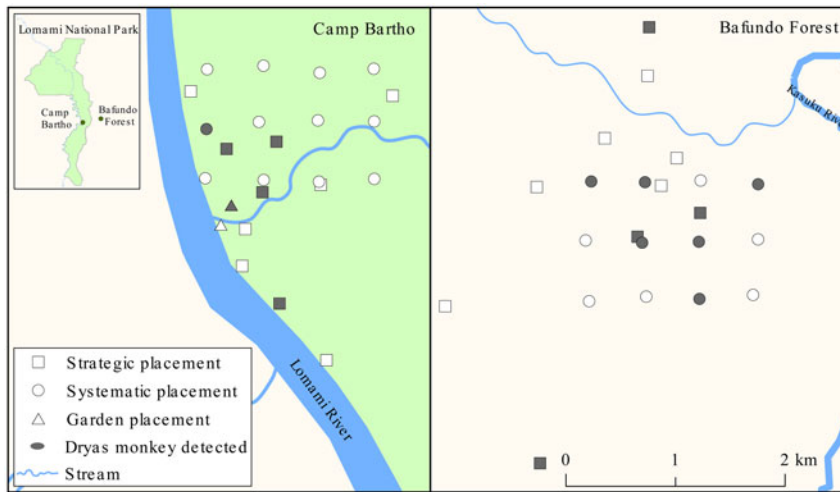 Lomami National Park
Camp
Bartho
Bafundo
Forest
Camp Bartho
Bafundo Forest
Kasuku River
Lomami River
Strategic placement
Systematic placement
Garden placement
Dryas monkey detected
Stream
0 1 2 km